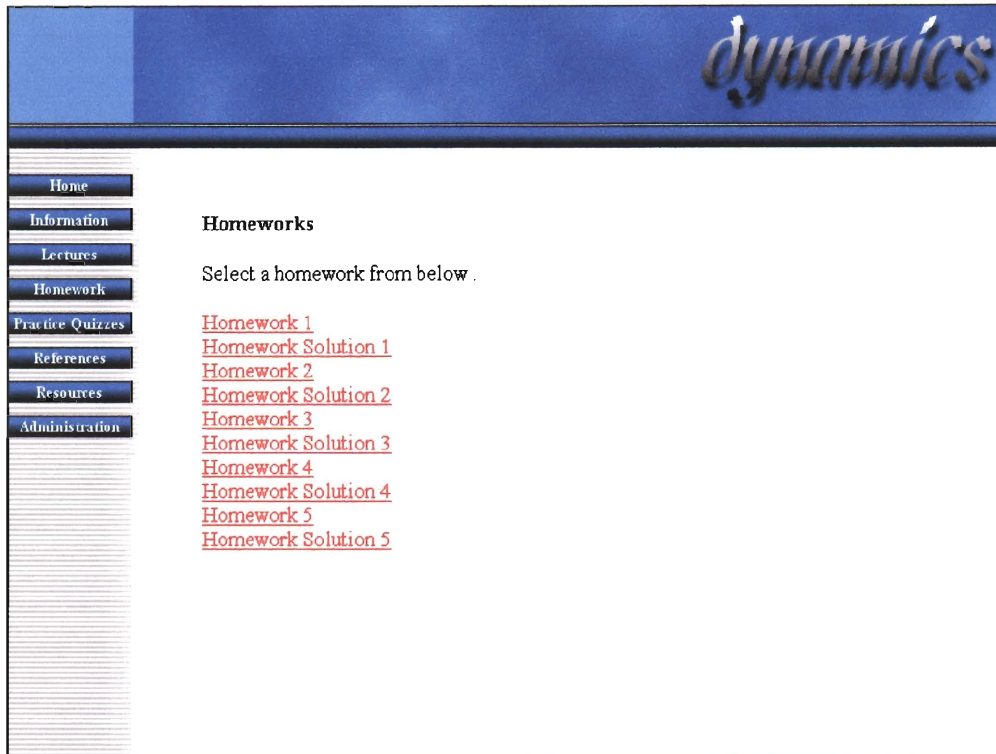 dynamics
Home
Information
Lectures
Homework
Practice Quizzes
References
Resources
Administration
Homeworks
Select a homework from below .
Homework 1
Homework Solution 1
Homework 2
Homework Solution 2
Homework 3
Homework Solution 3
Homework 4
Homework Solution 4
Homework 5
Homework Solution 5